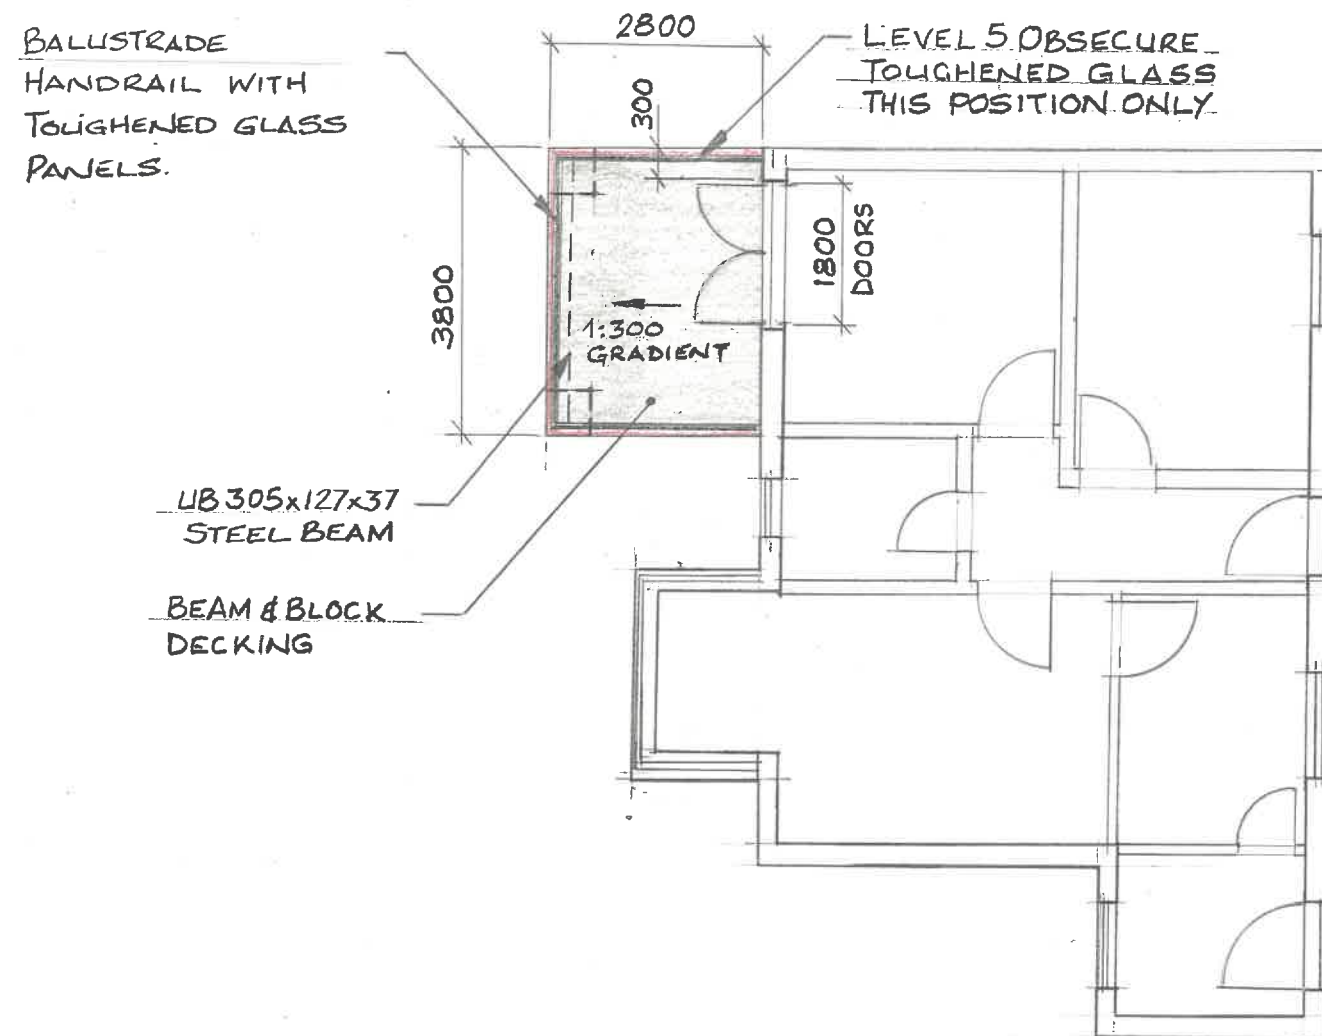 BALUSTRADE
HANDRAIL WITH
TOUGHENED GLASS
PANELS.
2800
300
LEVEL 5 OBSECURE
TOUGHENED GLASS
THIS POSITION ONLY
3800
1800
DOORS
1:300
GRADIENT
UB 305x127x37
STEEL BEAM
BEAM & BLOCK
DECKING